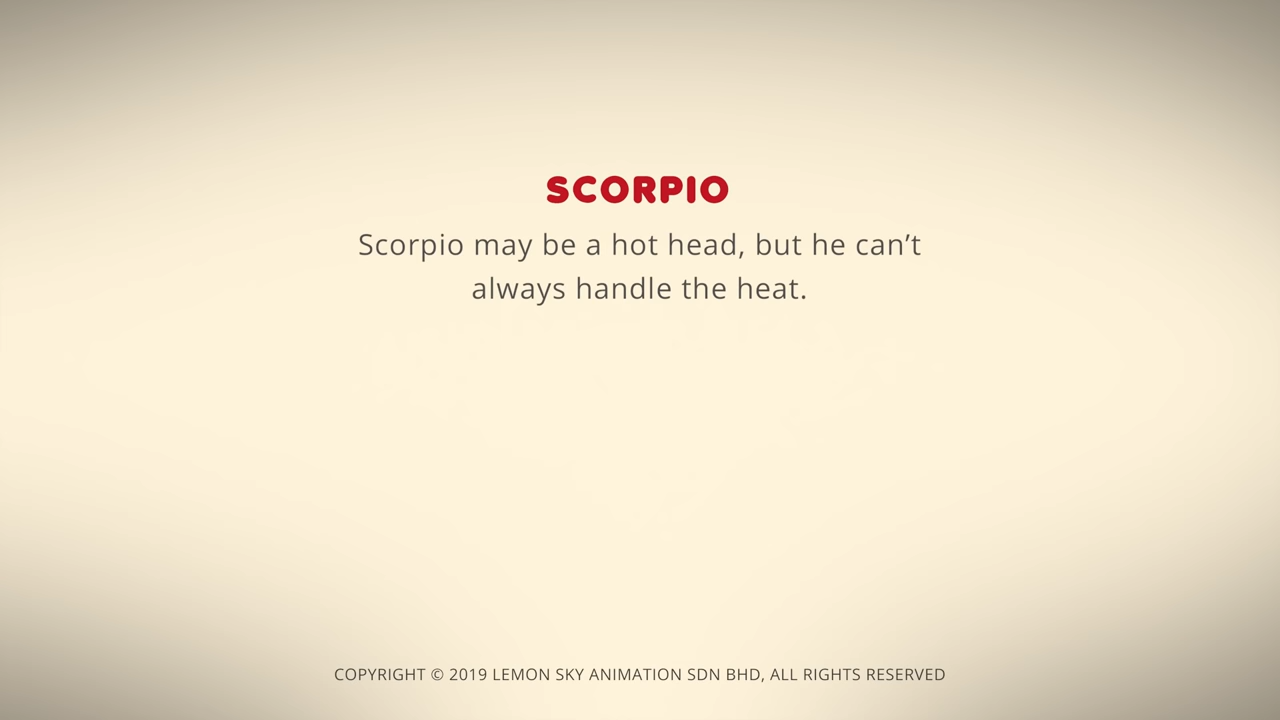 SCORPIO
Scorpio may be a hot head, but he can’t
always handle the heat.
COPYRIGHT © 2019 LEMON SKY ANIMATION SDN BHD, ALL RIGHTS RESERVED